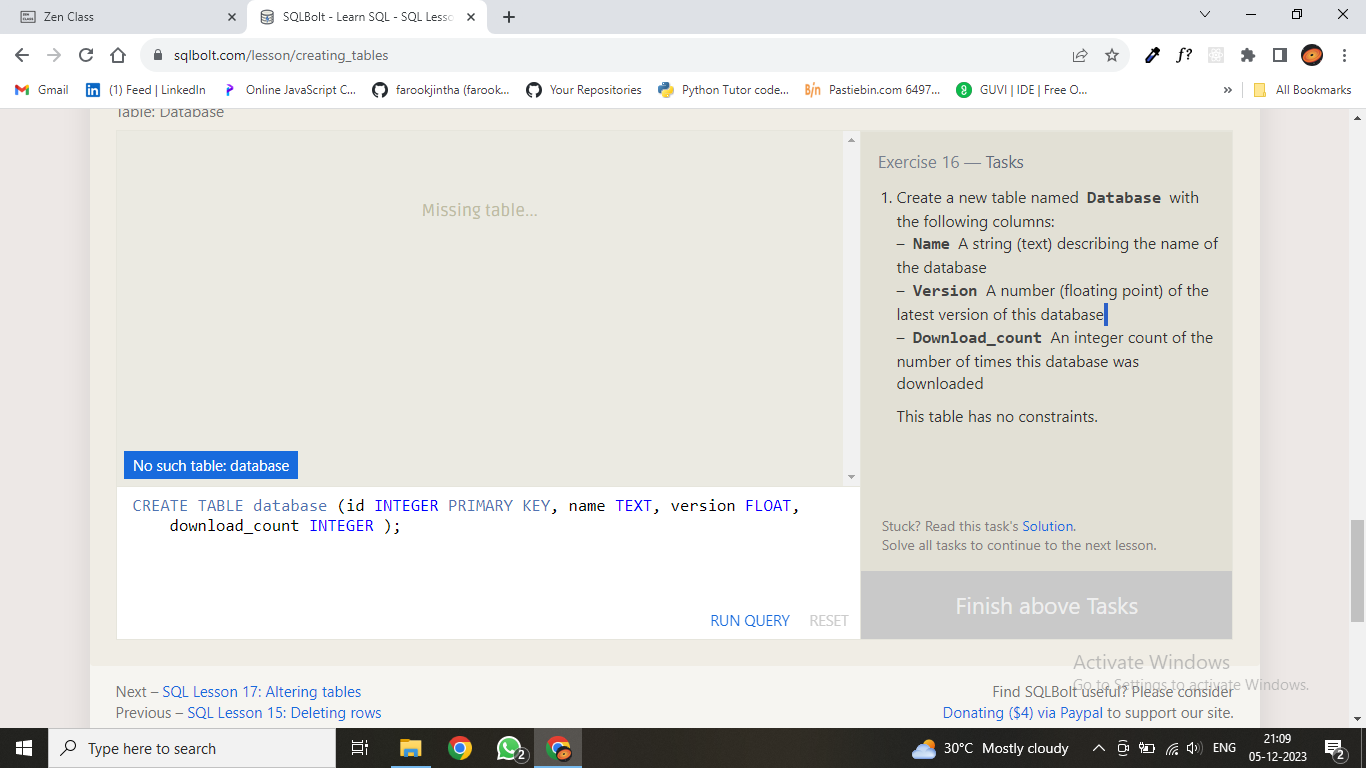 Zen Class
SQLBolt - Learn SQL - SQL Lesso
sqlbolt.com/lesson/creating_tables
f?
Gmail
(1) Feed | LinkedIn
Online JavaScript C...
farookjintha (farook...
Your Repositories
Python Tutor code...
Pastiebin.com 6497...
GUVI | IDE | Free O...
»
All Bookmarks
Table: Database
Missing table...
No such table: database
CREATE TABLE database (id INTEGER PRIMARY KEY, name TEXT, version FLOAT,
download_count INTEGER );
RUN QUERY
RESET
Exercise 16 — Tasks
1. Create a new table named Database with
the following columns:
– Name A string (text) describing the name of
the database
– Version A number (floating point) of the
latest version of this database
– Download_count An integer count of the
number of times this database was
downloaded
This table has no constraints.
Stuck? Read this task's Solution.
Solve all tasks to continue to the next lesson.
Finish above Tasks
Next – SQL Lesson 17: Altering tables
Previous – SQL Lesson 15: Deleting rows
Find SQLBolt useful? Please consider
Donating ($4) via Paypal to support our site.
Activate Windows
Go to Settings to activate Windows.
Type here to search
2
30°C Mostly cloudy
ENG
21:09
05-12-2023
2